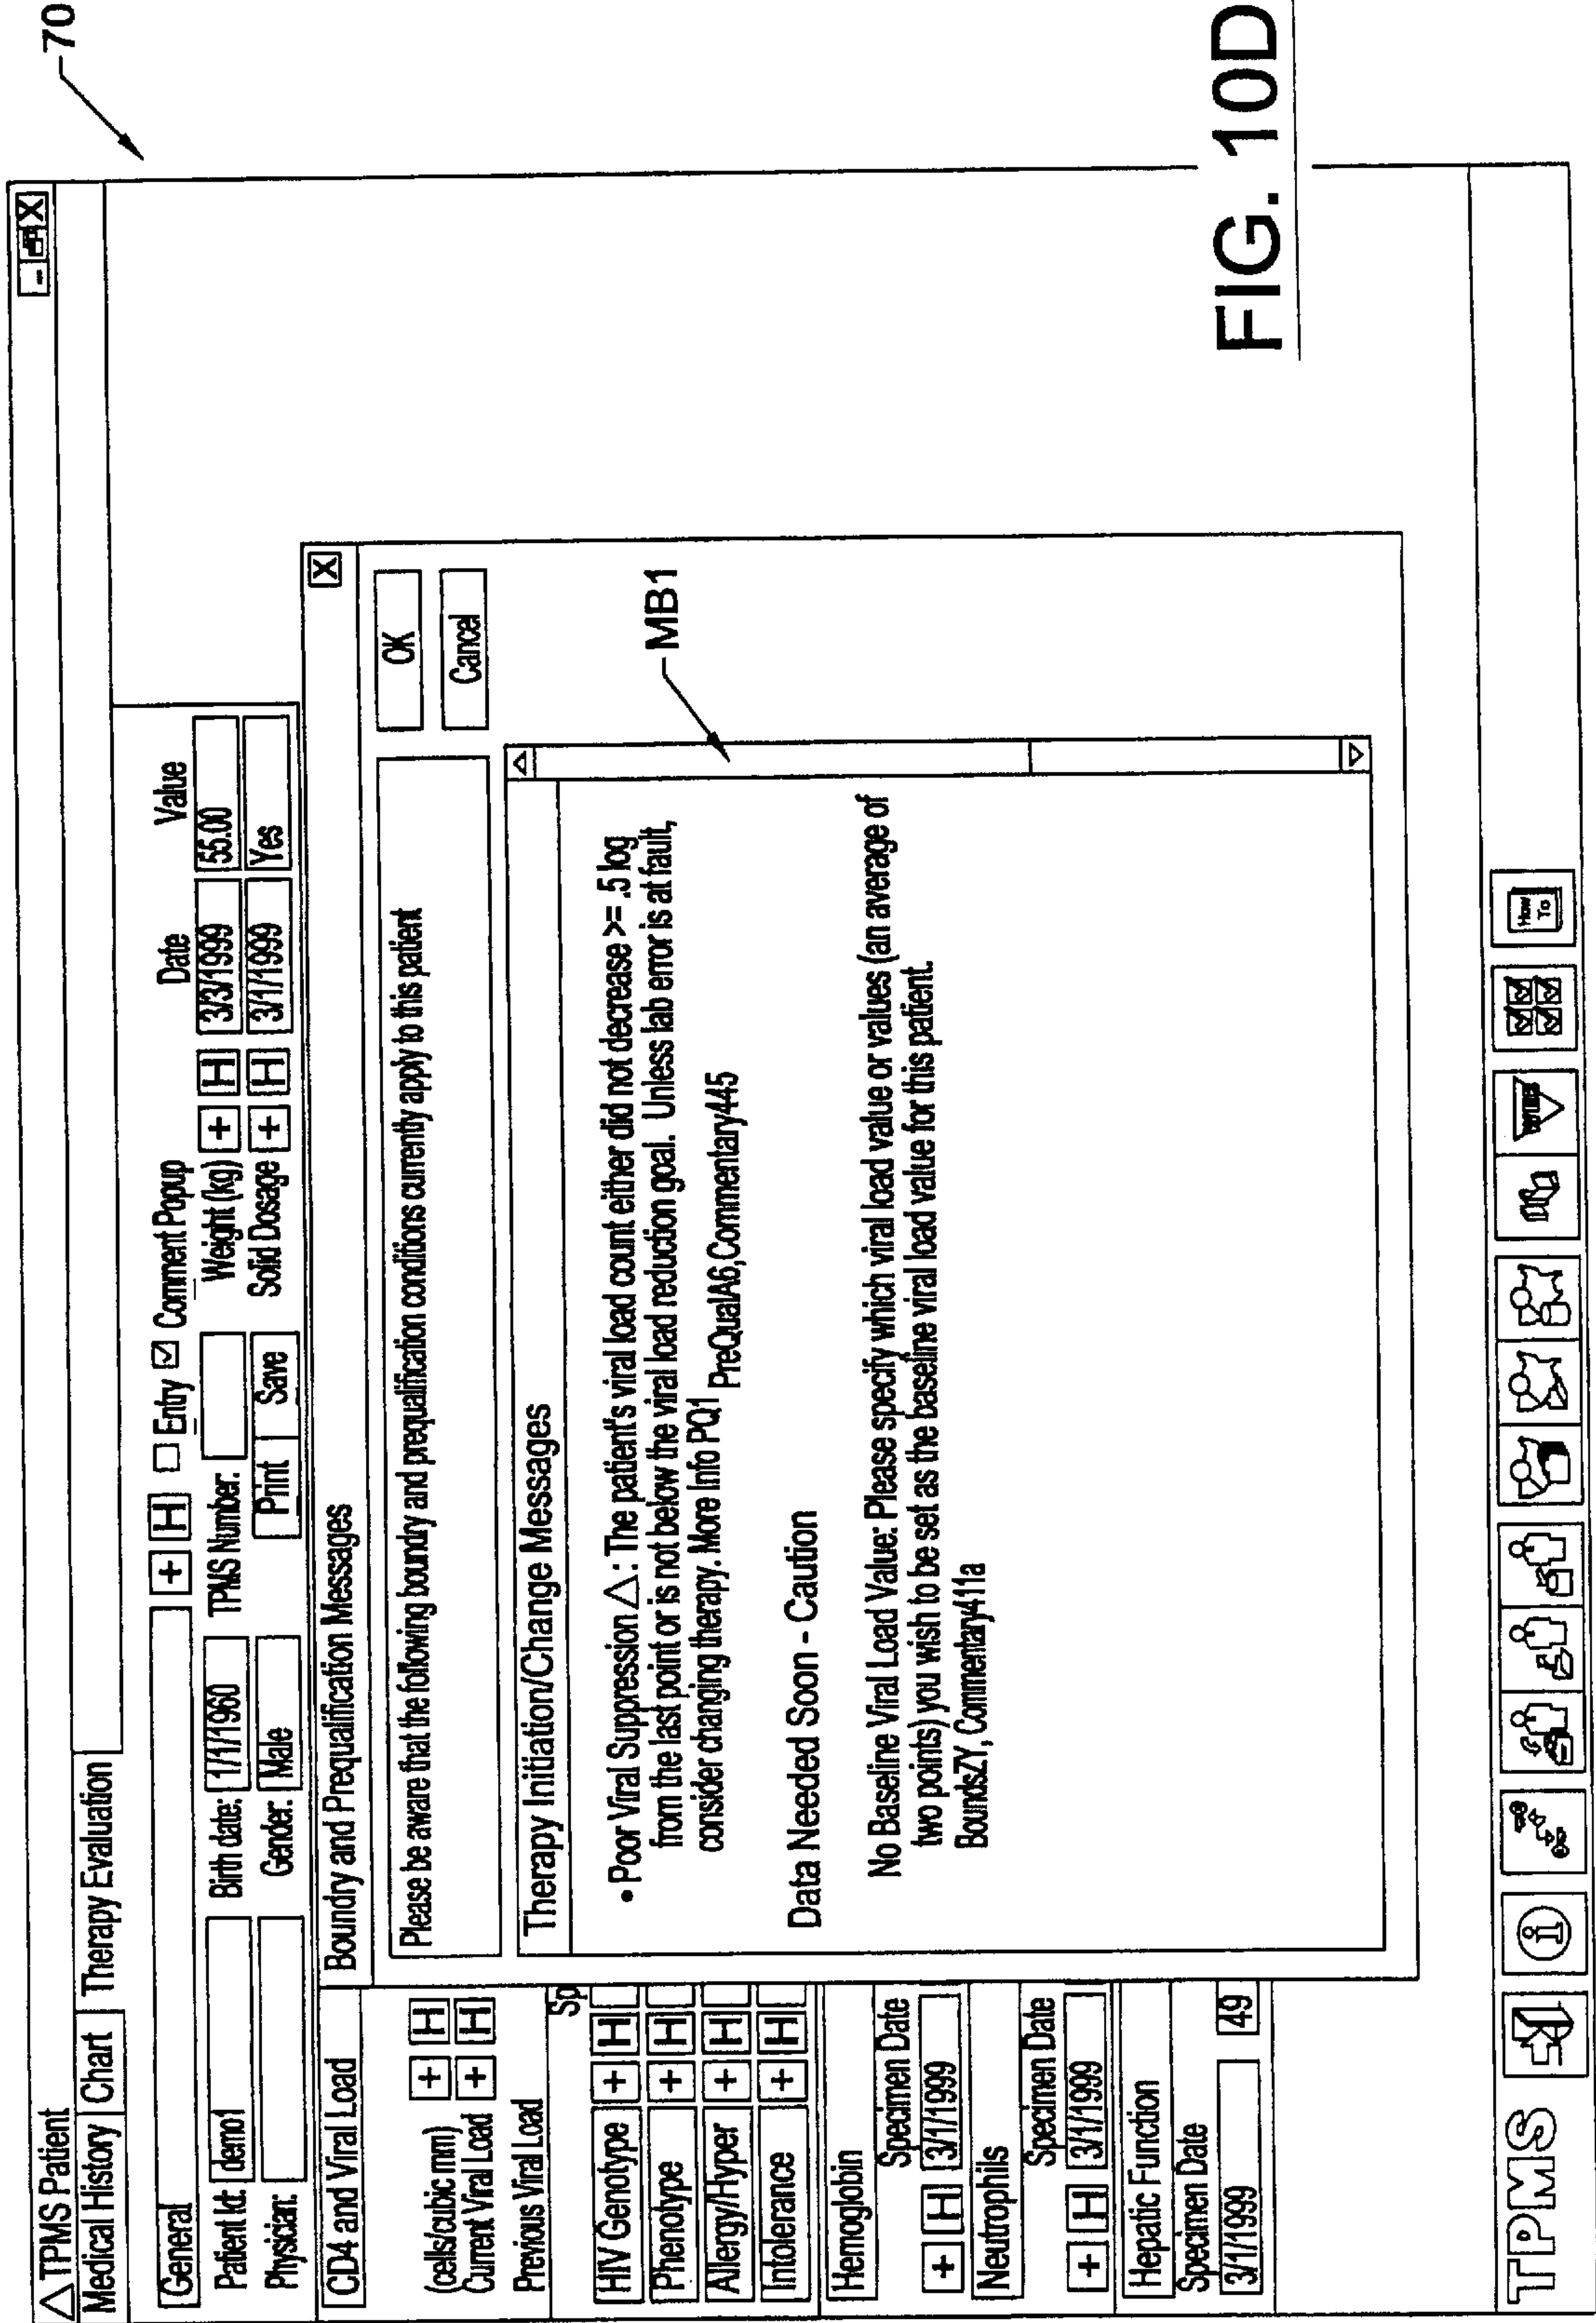 70
△ TPMS Patient
Medical History Chart Therapy Evaluation
General + H ☐ Entry ☑ Comment Popup Date Value
Patient Id: demo1 Birth date: 1/1/1960 TPMS Number: Weight (kg) + H 3/3/1999 55.00
Physician: Gender: Male Print Save Solid Dosage + H 3/1/1999 Yes
CD4 and Viral Load
(cells/cubic mm) + H
Current Viral Load + H
Previous Viral Load
Sp
HIV Genotype + H
Phenotype + H
Allergy/Hyper + H
Intolerance + H
Hemoglobin
Specimen Date
+ H 3/1/1999
Neutrophils
Specimen Date
+ H 3/1/1999
Hepatic Function
Specimen Date
3/1/1999 49
Boundry and Prequalification Messages X
Please be aware that the following boundry and prequalification conditions currently apply to this patient
OK
Cancel
Therapy Initiation/Change Messages
MB1
• Poor Viral Suppression △: The patient's viral load count either did not decrease >= .5 log
from the last point or is not below the viral load reduction goal. Unless lab error is at fault,
consider changing therapy. More Info PQ1 PreQualA6,Commentary445
Data Needed Soon - Caution
No Baseline Viral Load Value: Please specify which viral load value or values (an average of
two points) you wish to be set as the baseline viral load value for this patient.
BoundsZY, Commentary411a
TPMS i How To
FIG. 10D